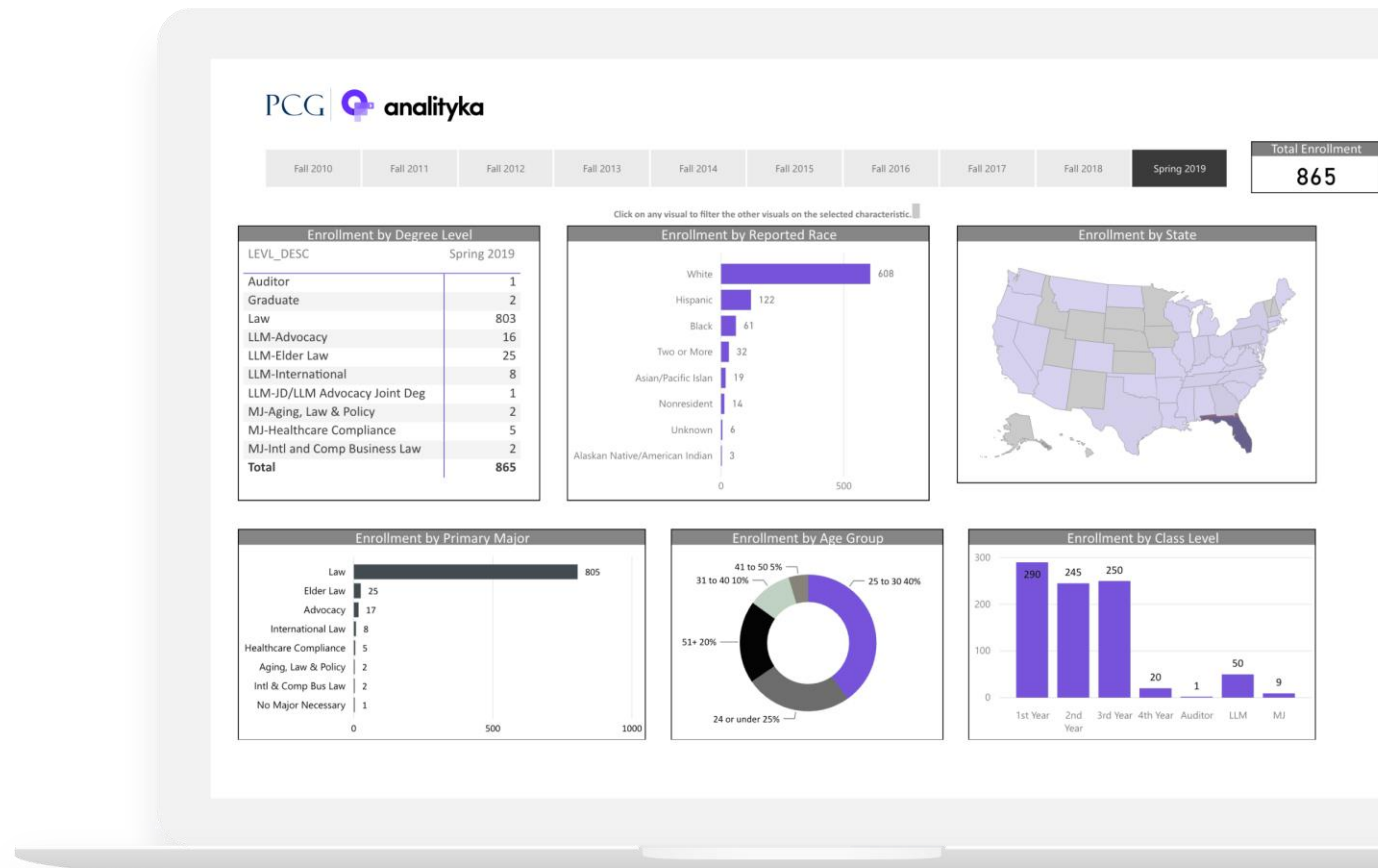 PCG analityka
Fall 2010 Fall 2011 Fall 2012 Fall 2013 Fall 2014 Fall 2015 Fall 2016 Fall 2017 Fall 2018 Spring 2019
Total Enrollment
865
Click on any visual to filter the other visuals on the selected characteristic.
Enrollment by Degree Level
LEVL_DESC Spring 2019
Auditor 1
Graduate 2
Law 803
LLM-Advocacy 16
LLM-Elder Law 25
LLM-International 8
LLM-JD/LLM Advocacy Joint Deg 1
MJ-Aging, Law & Policy 2
MJ-Healthcare Compliance 5
MJ-Intl and Comp Business Law 2
Total 865
Enrollment by Reported Race
White 608
Hispanic 122
Black 61
Two or More 32
Asian/Pacific Islan 19
Nonresident 14
Unknown 6
Alaskan Native/American Indian 3
0 500
Enrollment by State
Enrollment by Primary Major
Law 805
Elder Law 25
Advocacy 17
International Law 8
Healthcare Compliance 5
Aging, Law & Policy 2
Intl & Comp Bus Law 2
No Major Necessary 1
0 500 1000
Enrollment by Age Group
41 to 50 5%
31 to 40 10% 25 to 30 40%
51+ 20%
24 or under 25%
Enrollment by Class Level
300
290 245 250
200
100
50
20 1 9
0
1st Year 2nd 3rd Year 4th Year Auditor LLM MJ
Year